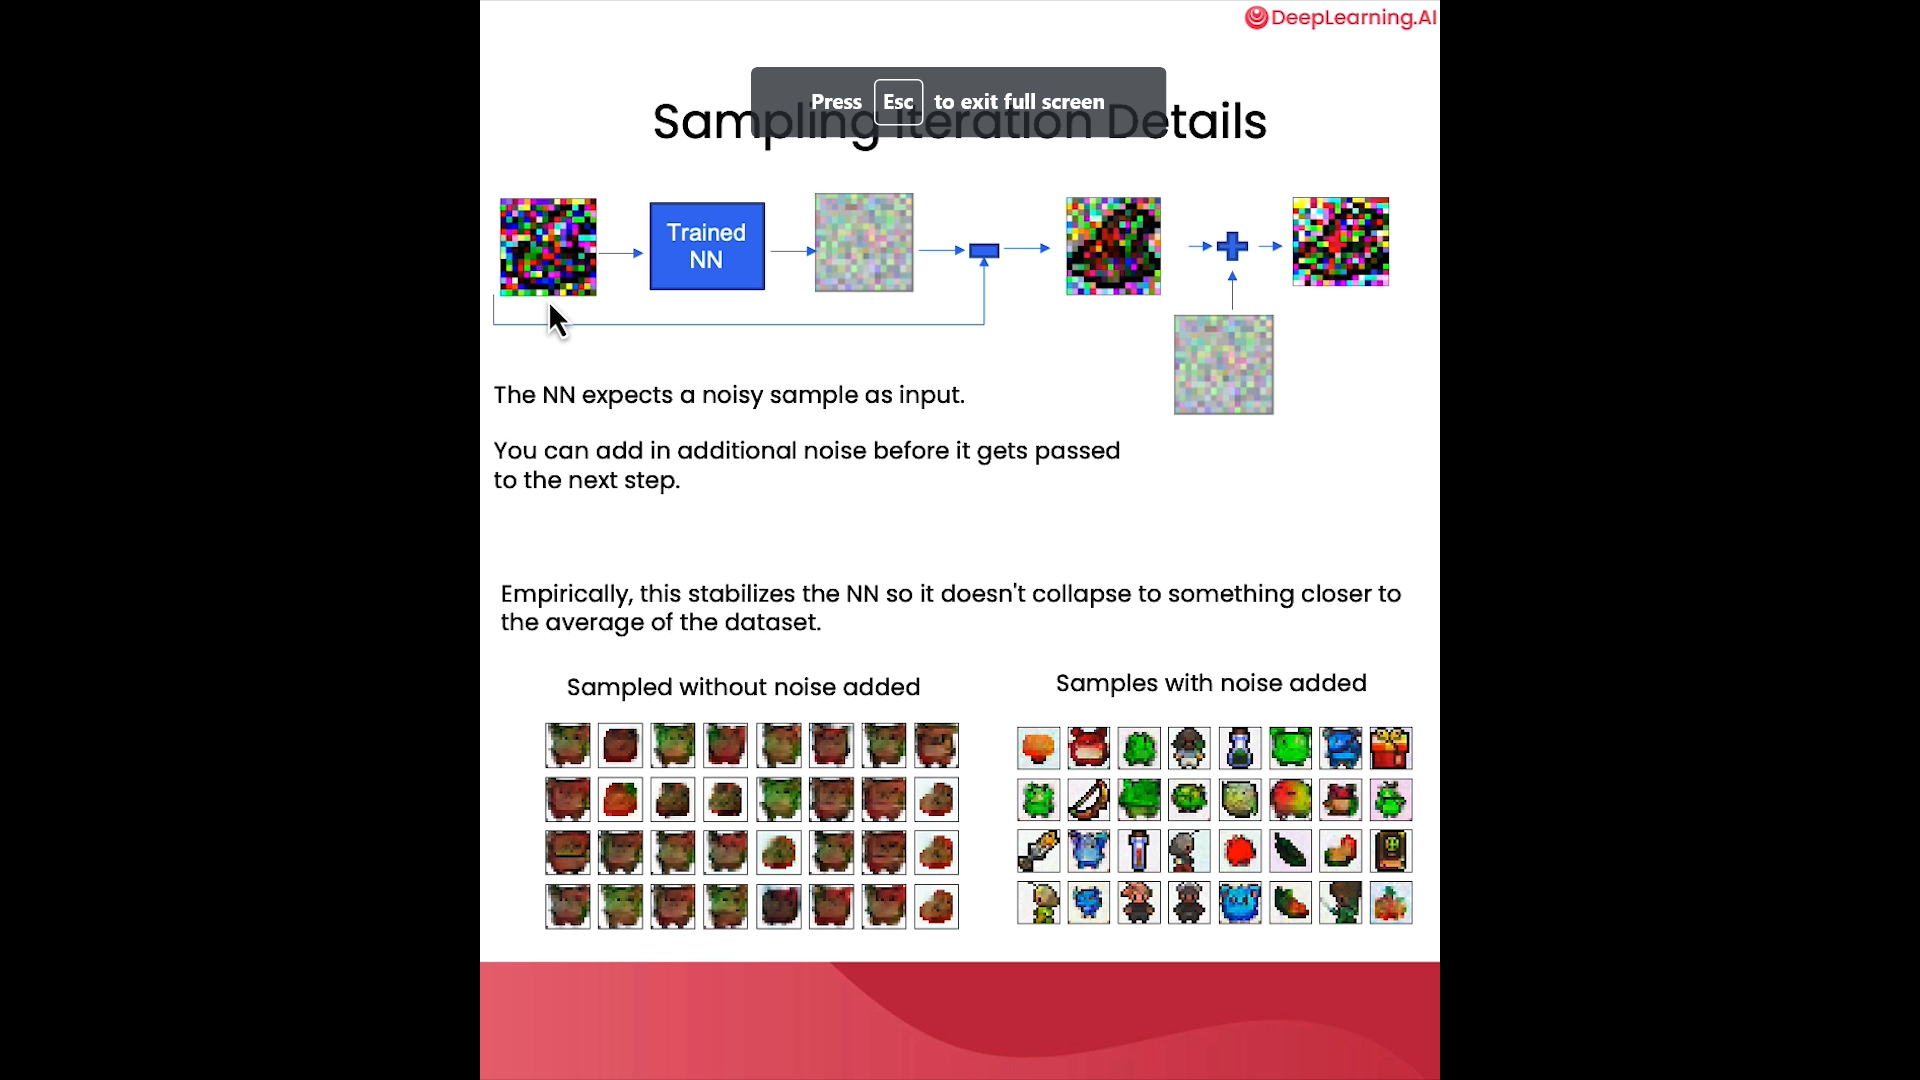 DeepLearning.AI
Press Esc to exit full screen
Sampling Iteration Details
Trained
NN
The NN expects a noisy sample as input.
You can add in additional noise before it gets passed
to the next step.
Empirically, this stabilizes the NN so it doesn't collapse to something closer to
the average of the dataset.
Sampled without noise added
Samples with noise added